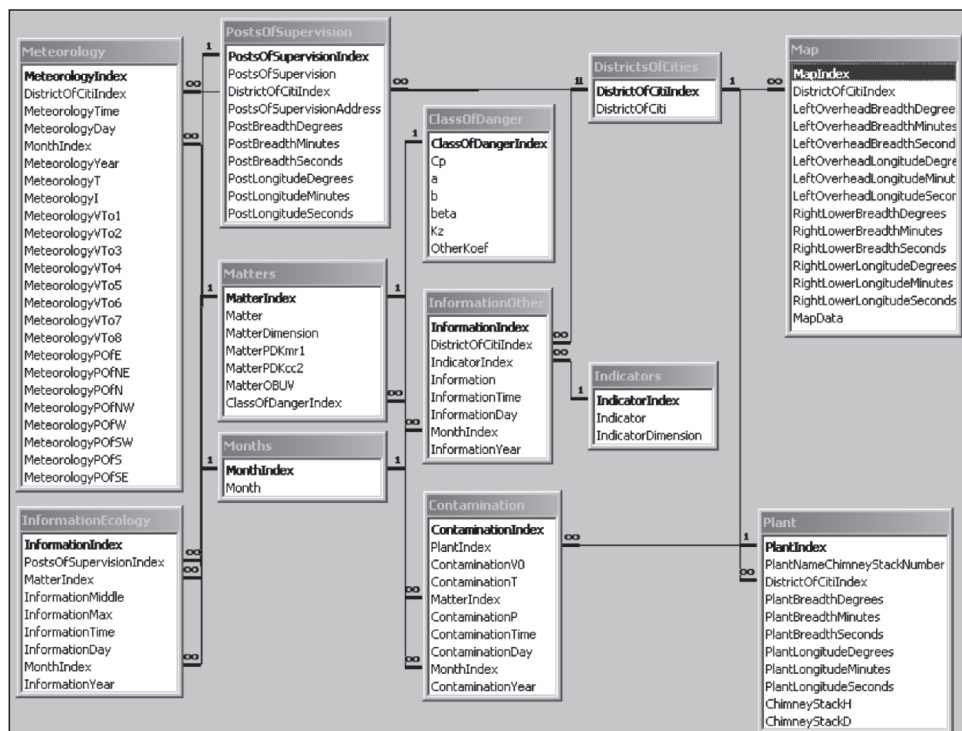 Meteorology
MeteorologyIndex
DistrictOfCitiIndex
MeteorologyTime
MeteorologyDay
MonthIndex
MeteorologyYear
MeteorologyT
MeteorologyI
MeteorologyVTo1
MeteorologyVTo2
MeteorologyVTo3
MeteorologyVTo4
MeteorologyVTo5
MeteorologyVTo6
MeteorologyVTo7
MeteorologyVTo8
MeteorologyPOfE
MeteorologyPOfNE
MeteorologyPOfN
MeteorologyPOfNW
MeteorologyPOfW
MeteorologyPOfSW
MeteorologyPOfS
MeteorologyPOfSE
InformationEcology
InformationIndex
PostsOfSupervisionIndex
MatterIndex
InformationMiddle
InformationMax
InformationTime
InformationDay
MonthIndex
InformationYear
PostsOfSupervision
PostsOfSupervisionIndex
PostsOfSupervision
DistrictOfCitiIndex
PostsOfSupervisionAddress
PostBreadthDegrees
PostBreadthMinutes
PostBreadthSeconds
PostLongitudeDegrees
PostLongitudeMinutes
PostLongitudeSeconds
Matters
MatterIndex
Matter
MatterDimension
MatterPDKmr1
MatterPDKcc2
MatterOBUV
ClassOfDangerIndex
Months
MonthIndex
Month
ClassOfDanger
ClassOfDangerIndex
Cp
a
b
beta
Kz
OtherKoef
InformationOther
InformationIndex
DistrictOfCitiIndex
IndicatorIndex
Information
InformationTime
InformationDay
MonthIndex
InformationYear
Contamination
ContaminationIndex
PlantIndex
ContaminationV0
ContaminationT
MatterIndex
ContaminationP
ContaminationTime
ContaminationDay
MonthIndex
ContaminationYear
DistrictsOfCities
DistrictOfCitiIndex
DistrictOfCiti
Indicators
IndicatorIndex
Indicator
IndicatorDimension
Map
MapIndex
DistrictOfCitiIndex
LeftOverheadBreadthDegree
LeftOverheadBreadthMinutes
LeftOverheadBreadthSecond
LeftOverheadLongitudeDegre
LeftOverheadLongitudeMinut
LeftOverheadLongitudeSecor
RightLowerBreadthDegrees
RightLowerBreadthMinutes
RightLowerBreadthSeconds
RightLowerLongitudeDegrees
RightLowerLongitudeMinutes
RightLowerLongitudeSeconds
MapData
Plant
PlantIndex
PlantNameChimneyStackNumber
DistrictOfCitiIndex
PlantBreadthDegrees
PlantBreadthMinutes
PlantBreadthSeconds
PlantLongitudeDegrees
PlantLongitudeMinutes
PlantLongitudeSeconds
ChimneyStackH
ChimneyStackD